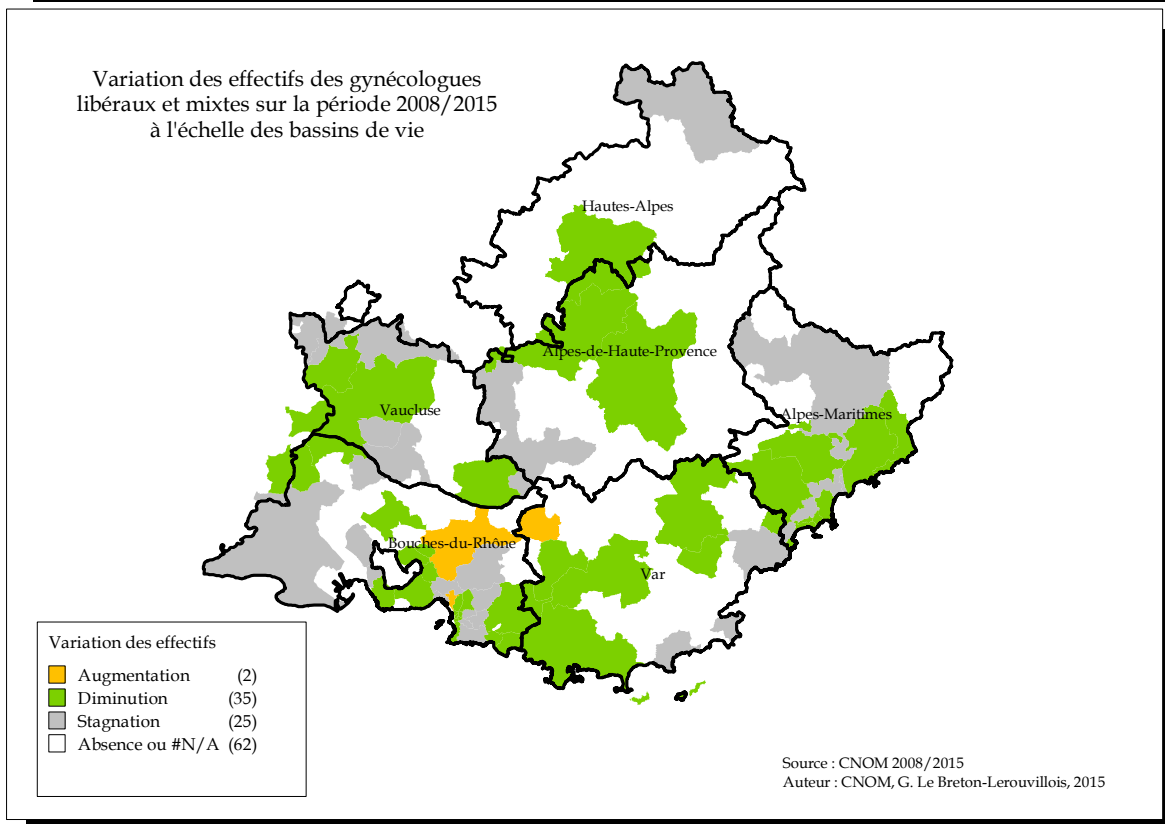 Variation des effectifs des gynécologues
libéraux et mixtes sur la période 2008/2015
à l'échelle des bassins de vie
Hautes-Alpes
Alpes-de-Haute-Provence
Vaucluse
Alpes-Maritimes
Bouches-du-Rhône
Var
Variation des effectifs
Augmentation (2)
Diminution (35)
Stagnation (25)
Absence ou #N/A (62)
Source : CNOM 2008/2015
Auteur : CNOM, G. Le Breton-Lerouvillois, 2015